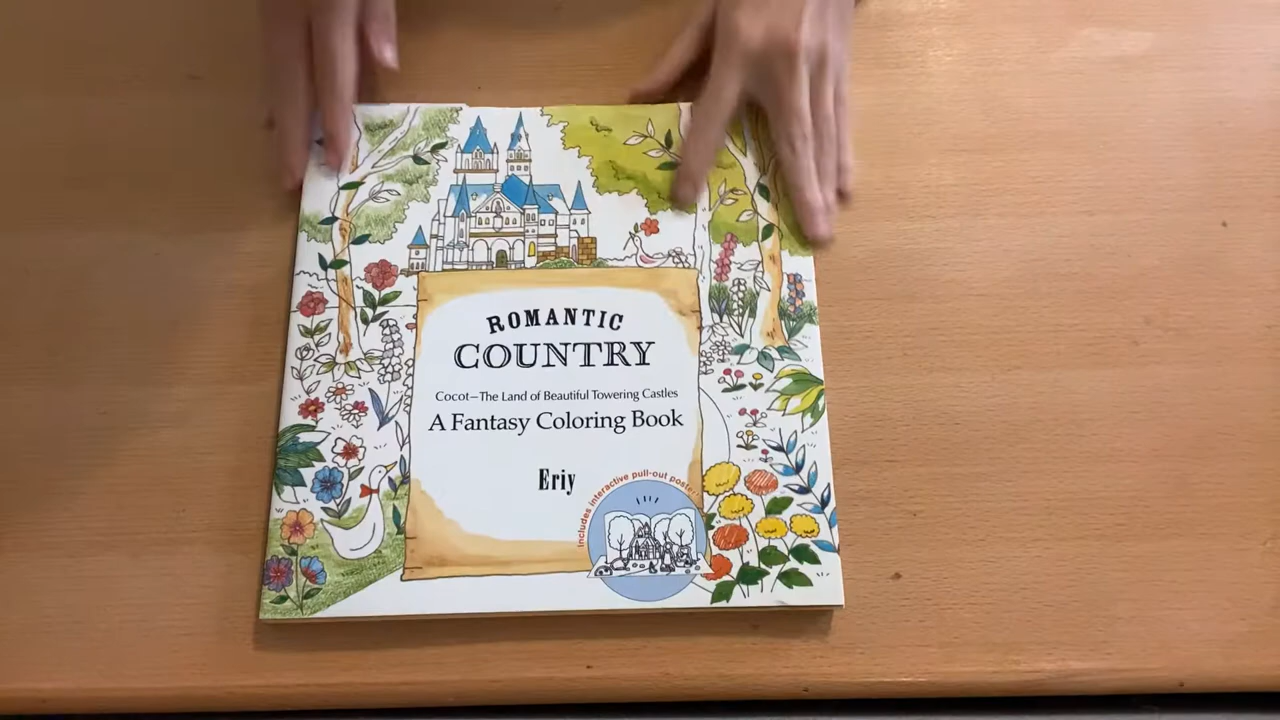 ROMANTIC
COUNTRY
Cocot—The Land of Beautiful Towering Castles
A Fantasy Coloring Book
Eriy
Includes interactive pull-out poster!